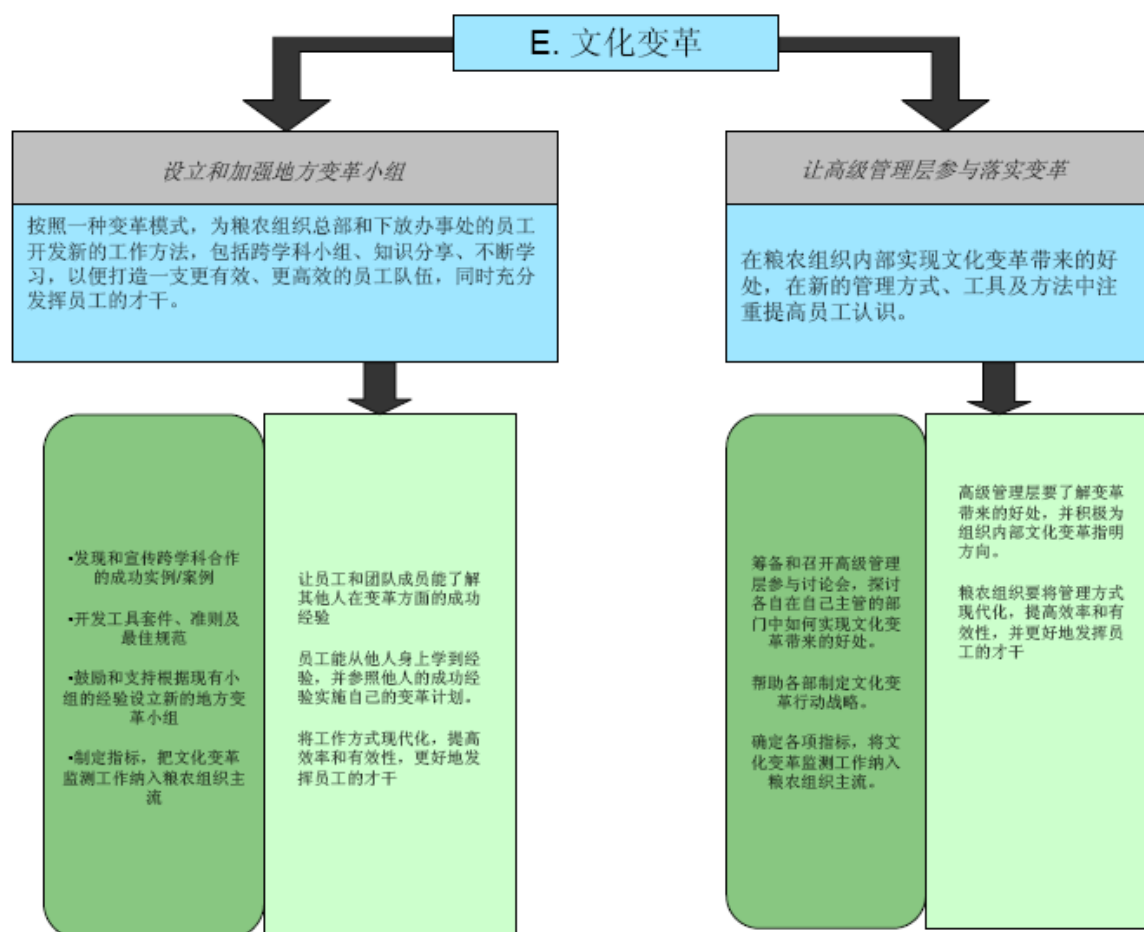 E. 文化变革
设立和加强地方变革小组
按照一种变革模式，为粮农组织总部和下放办事处的员工
开发新的工作方法，包括跨学科小组、知识分享、不断学
习，以便打造一支更有效、更高效的员工队伍，同时充分
发挥员工的才干。
•发现和宣传跨学科合作
的成功实例/案例
•开发工具套件、准则及
最佳规范
•鼓励和支持根据现有小
组的经验设立新的地方变
革小组
•制定指标，把文化变革
监测工作纳入粮农组织主
流
让员工和团队成员能了解
其他人在变革方面的成功
经验
员工能从他人身上学到经
验，并参照他人的成功经
验实施自己的变革计划。
将工作方式现代化，提高
效率和有效性，更好地发
挥员工的才干
让高级管理层参与落实变革
在粮农组织内部实现文化变革带来的好
处，在新的管理方式、工具及方法中注
重提高员工认识。
筹备和召开高级管理
层参与讨论会，探讨
各自在自己主管的部
门中如何实现文化变
革带来的好处。
帮助各部制定文化变
革行动战略。
确定各项指标，将文
化变革监测工作纳入
粮农组织主流。
高级管理层要了解变革
带来的好处，并积极为
组织内部文化变革指明
方向。
粮农组织要将管理方式
现代化，提高效率和有
效性，并更好地发挥员
工的才干